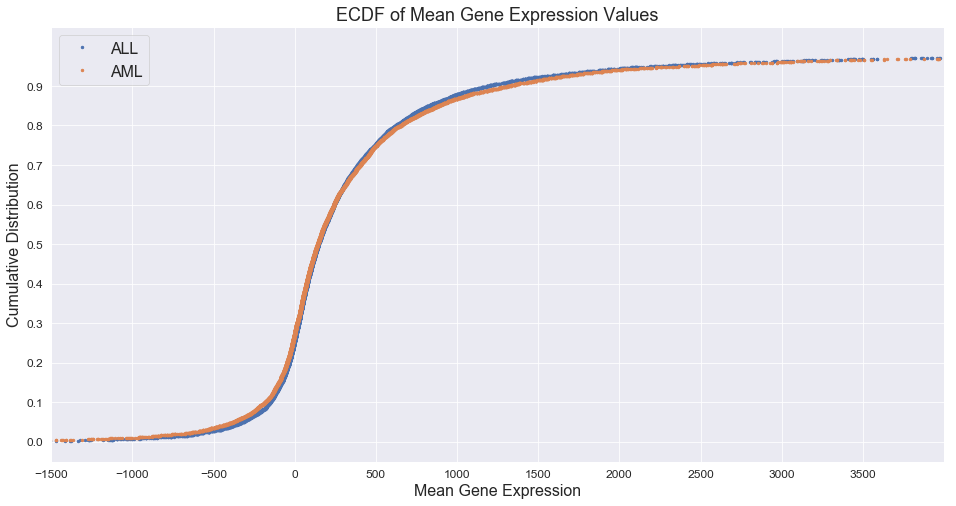 ECDF of Mean Gene Expression Values
ALL
AML
Cumulative Distribution
0.9
0.8
0.7
0.6
0.5
0.4
0.3
0.2
0.1
0.0
−1500 −1000 −500 0 500 1000 1500 2000 2500 3000 3500
Mean Gene Expression